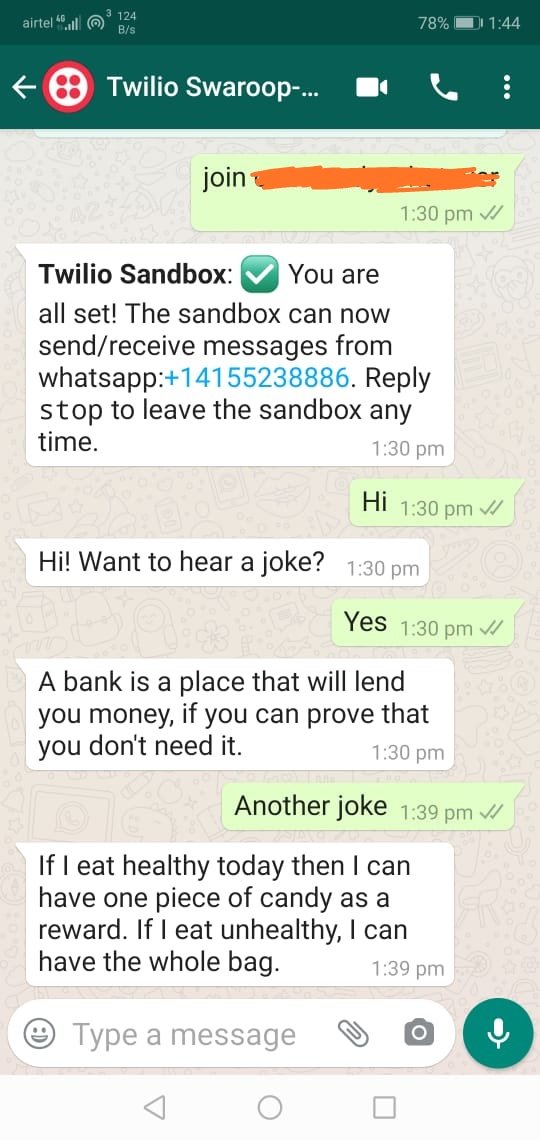 airtel 4G 3 124 B/s 78% 1:44
Twilio Swaroop-...
join
1:30 pm
Twilio Sandbox: ✅ You are
all set! The sandbox can now
send/receive messages from
whatsapp:+14155238886. Reply
stop to leave the sandbox any
time. 1:30 pm
Hi 1:30 pm
Hi! Want to hear a joke? 1:30 pm
Yes 1:30 pm
A bank is a place that will lend
you money, if you can prove that
you don't need it. 1:30 pm
Another joke 1:39 pm
If I eat healthy today then I can
have one piece of candy as a
reward. If I eat unhealthy, I can
have the whole bag. 1:39 pm
Type a message